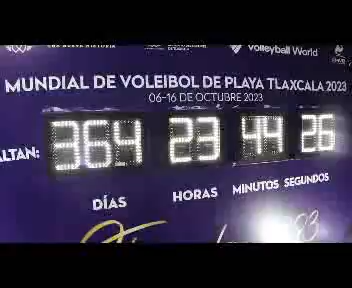 Volleyball World
MUNDIAL DE VOLEIBOL DE PLAYA TLAXCALA 2023
06-16 DE OCTUBRE 2023
ALTAN: 364 23 44 26
DÍAS HORAS MINUTOS SEGUNDOS